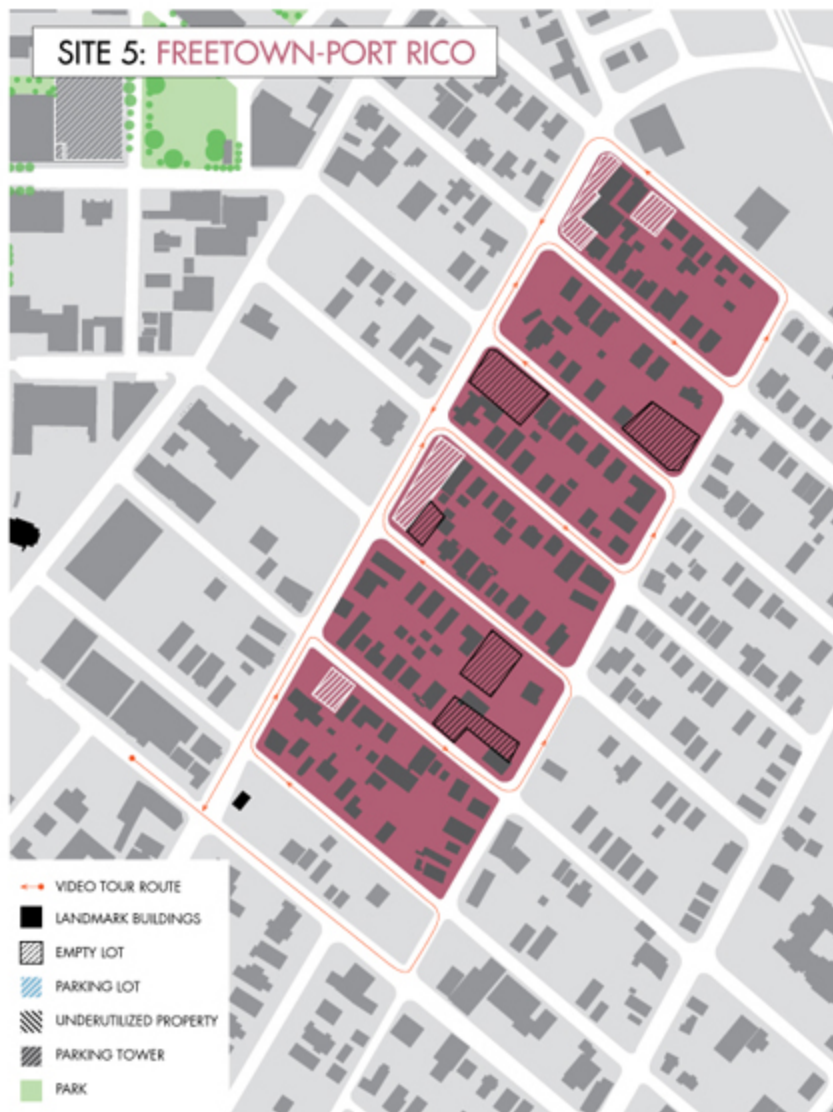 SITE 5: FREETOWN-PORT RICO
VIDEO TOUR ROUTE
LANDMARK BUILDINGS
EMPTY LOT
PARKING LOT
UNDERUTILIZED PROPERTY
PARKING TOWER
PARK